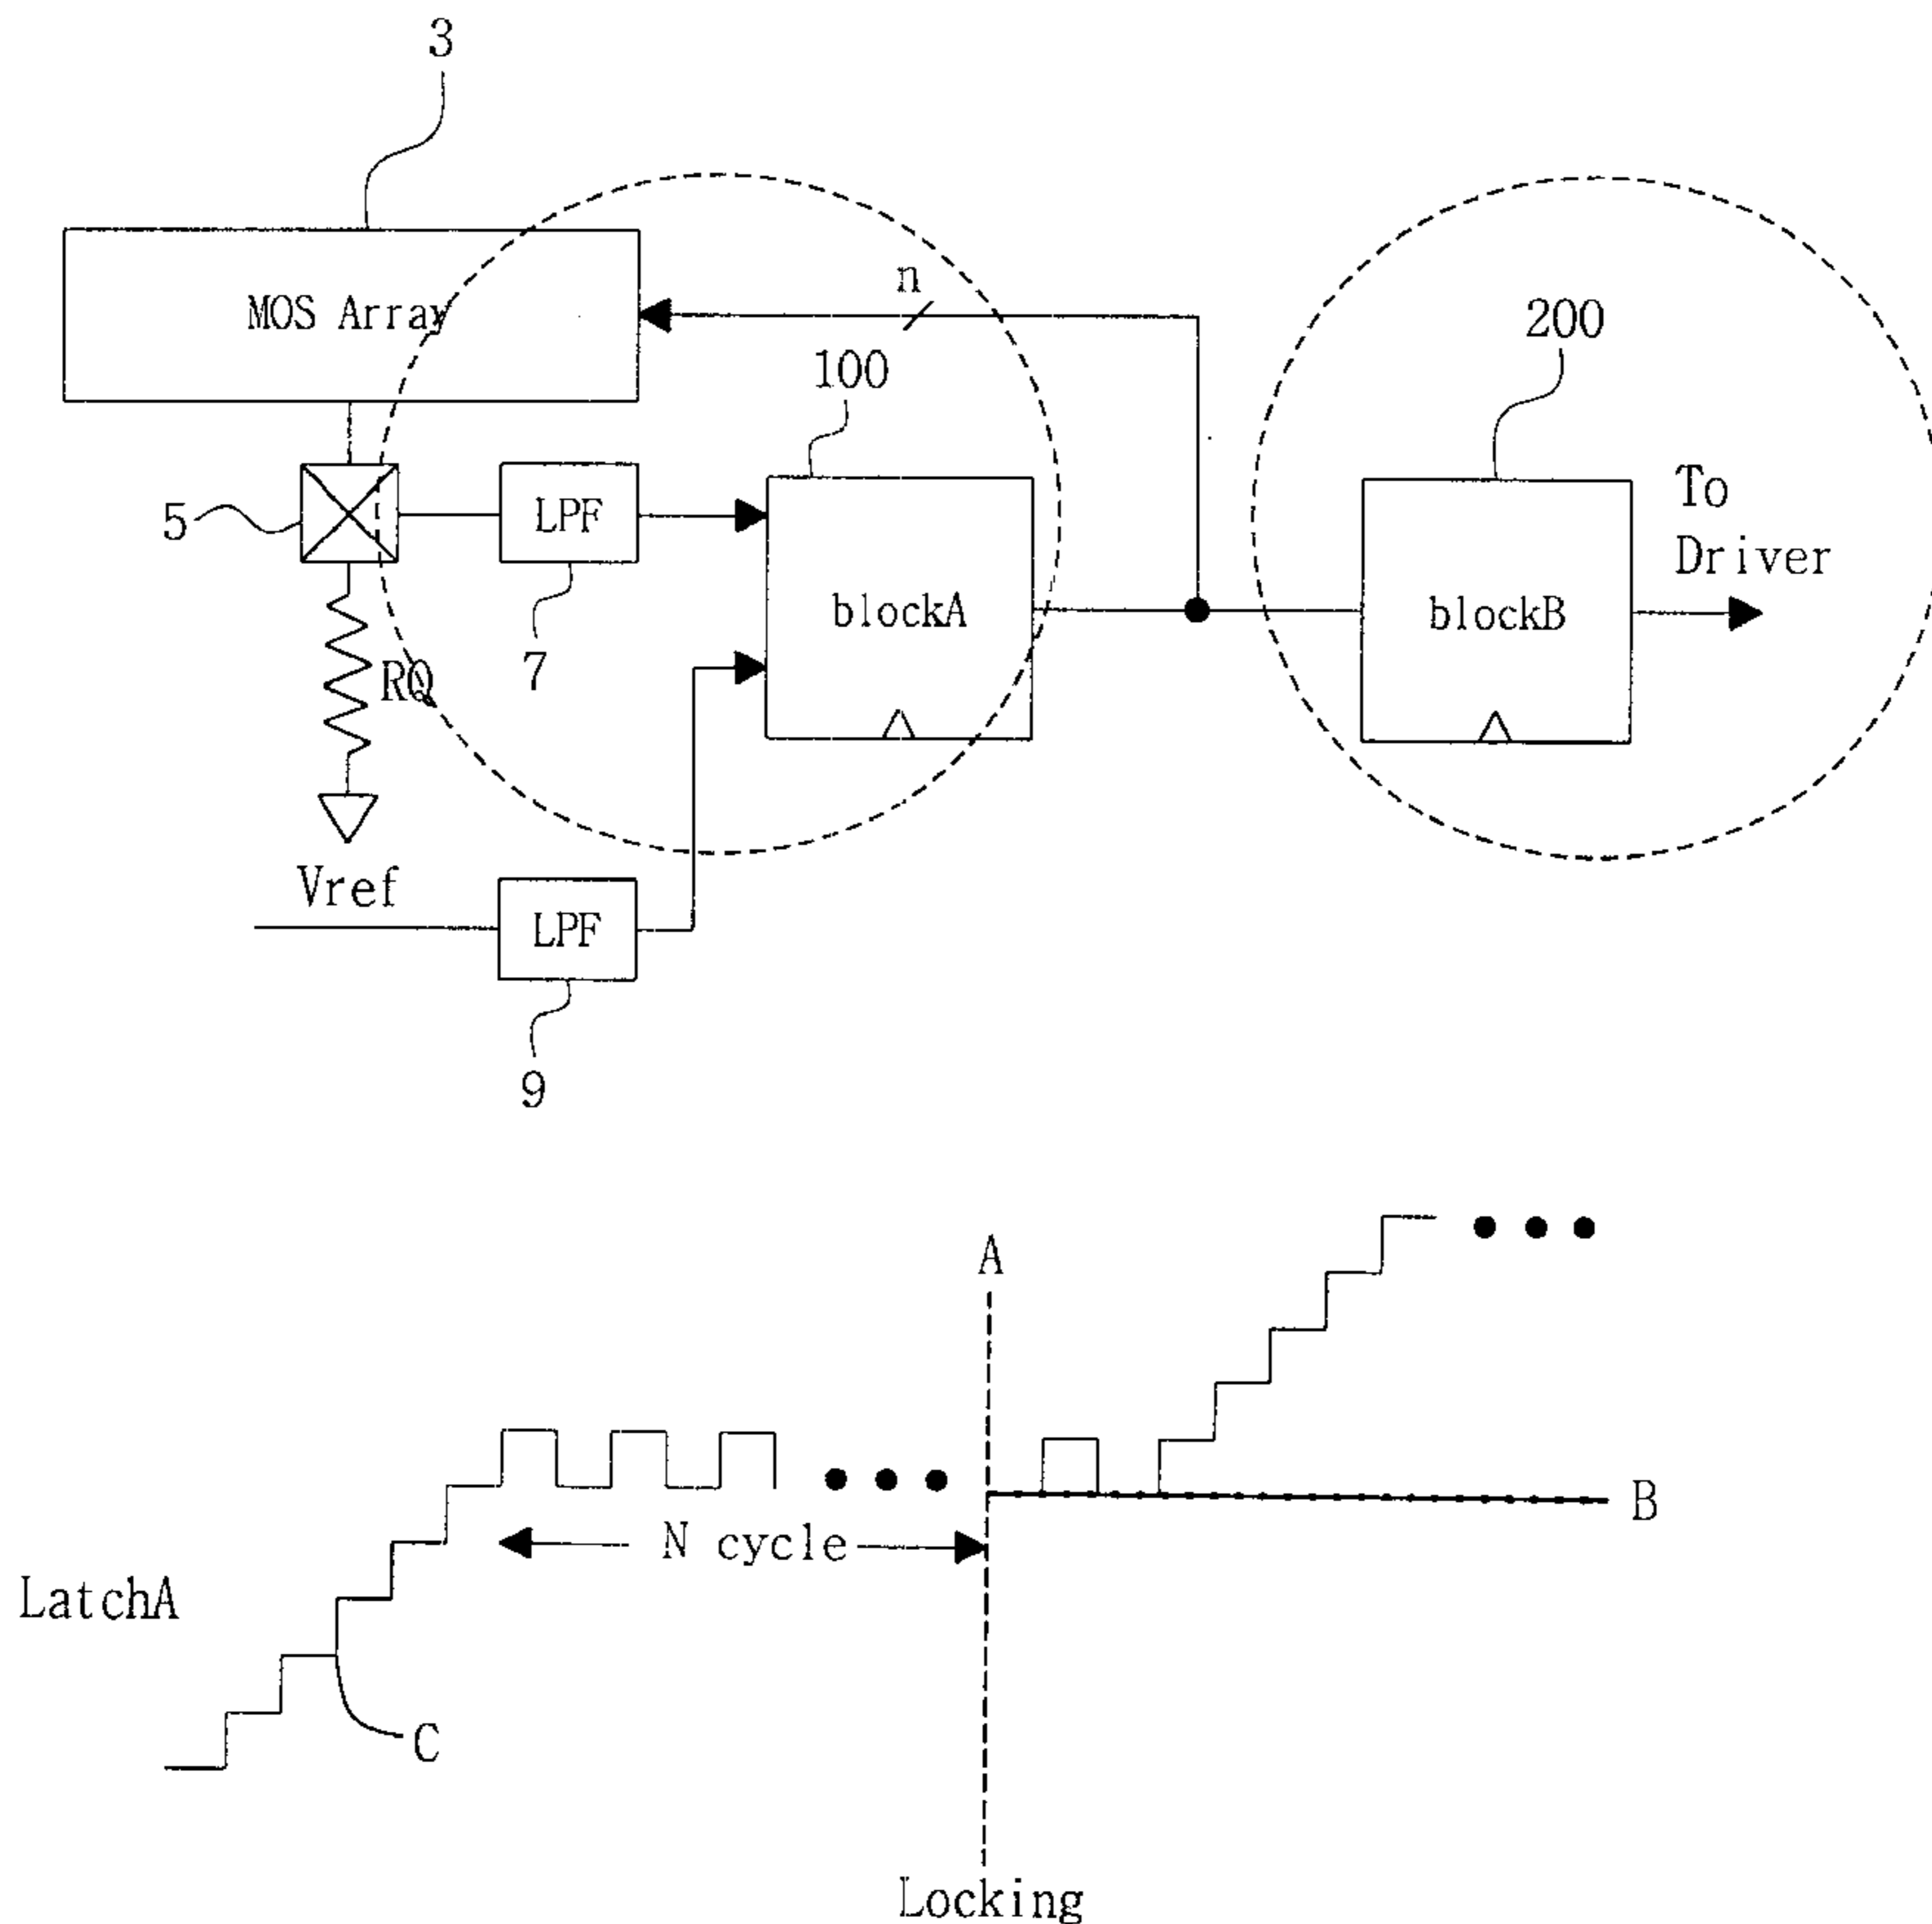 3
MOS Array
n
100
200
5
LPF
7
blockA
blockB
To
Driver
RQ
Vref
LPF
9
A
B
N cycle
LatchA
C
Locking